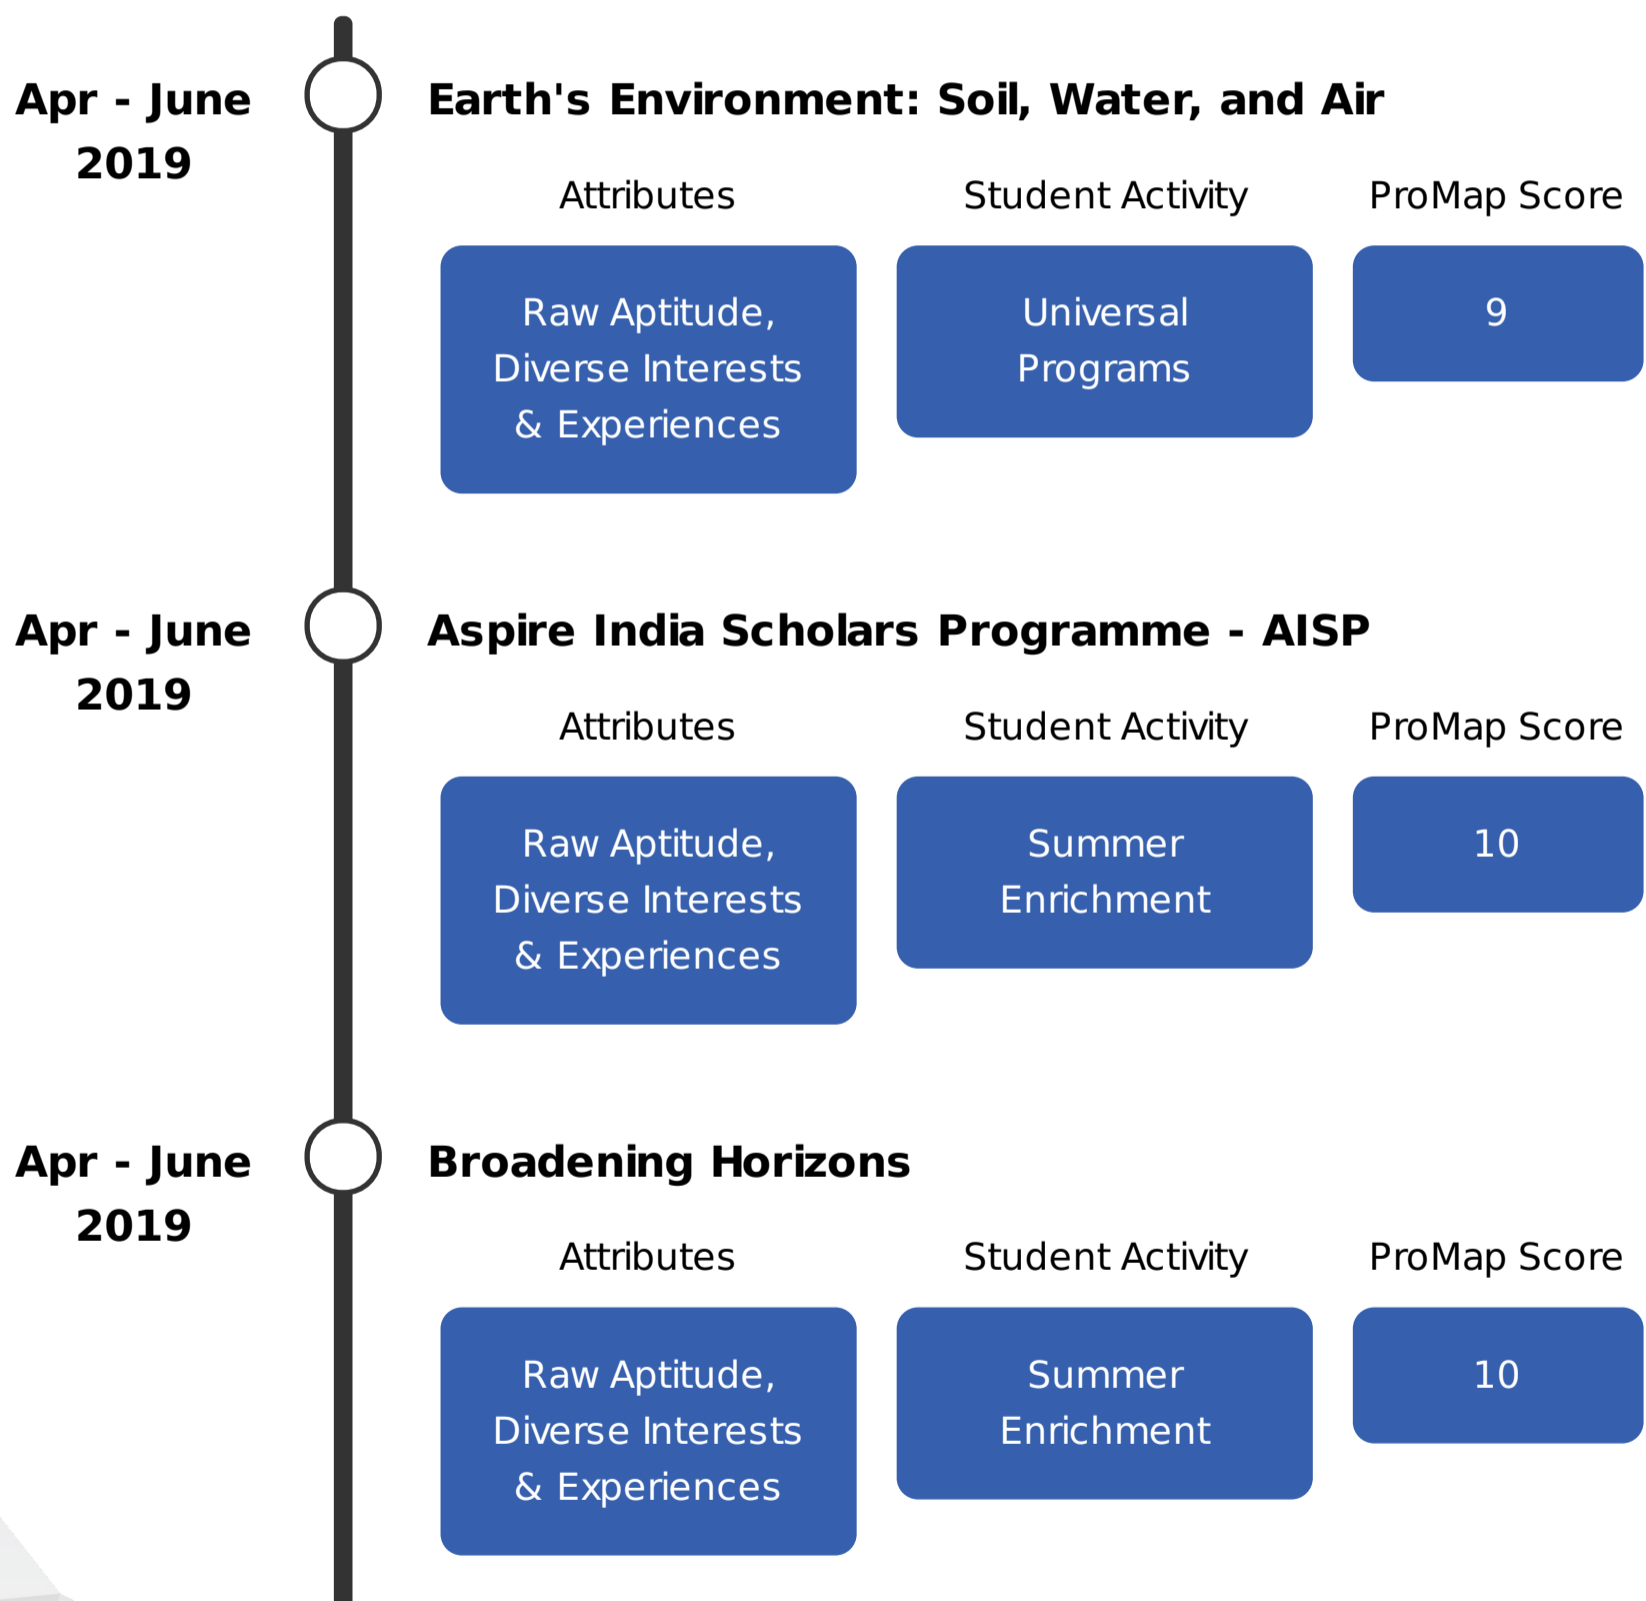 Apr - June
2019
Earth's Environment: Soil, Water, and Air
Attributes
Student Activity
ProMap Score
Raw Aptitude,
Diverse Interests
& Experiences
Universal
Programs
9
Apr - June
2019
Aspire India Scholars Programme - AISP
Attributes
Student Activity
ProMap Score
Raw Aptitude,
Diverse Interests
& Experiences
Summer
Enrichment
10
Apr - June
2019
Broadening Horizons
Attributes
Student Activity
ProMap Score
Raw Aptitude,
Diverse Interests
& Experiences
Summer
Enrichment
10